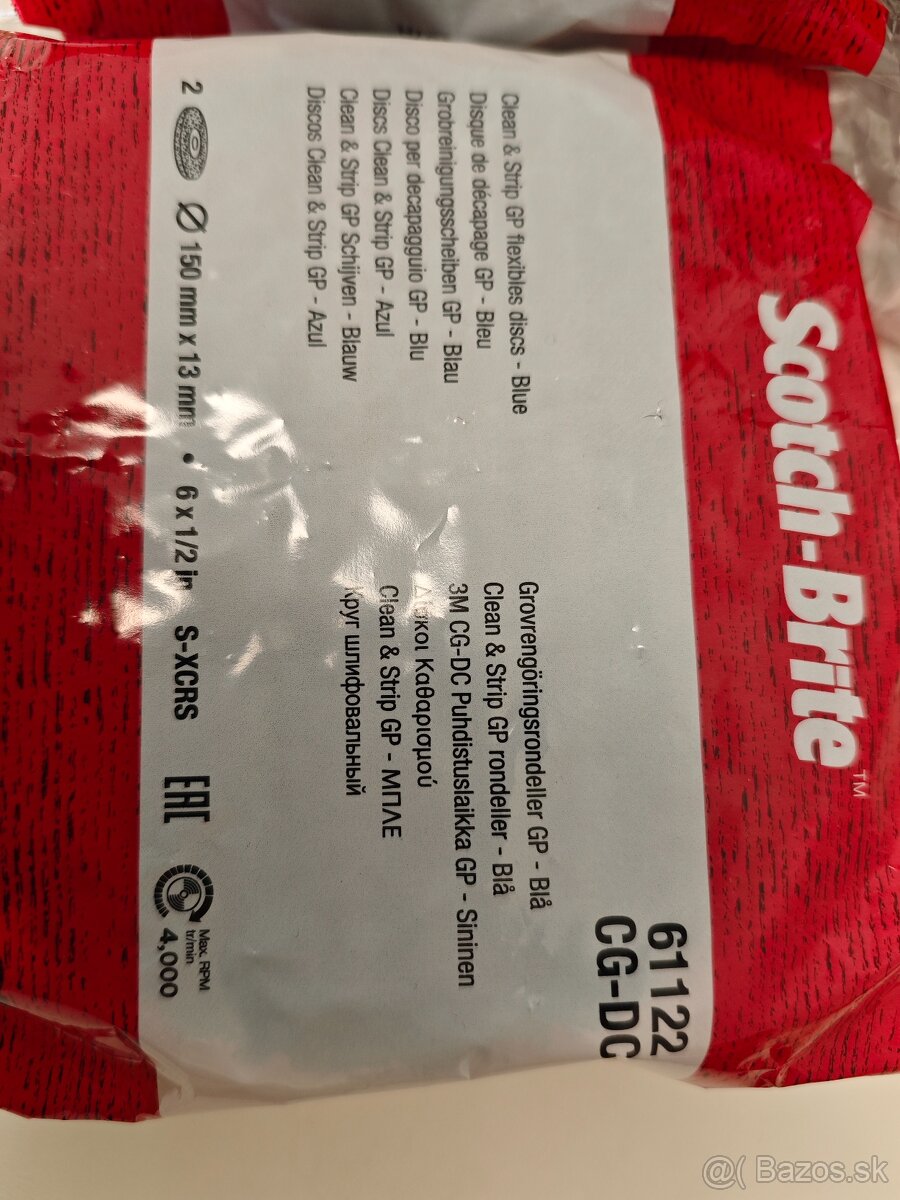 Scotch-Brite™
61122
CG-DC
Clean & Strip GP flexibles discs - Blue
Disque de décapage GP - Bleu
Grobreinigungsscheiben GP - Blau
Disco per decapagguio GP - Blu
Discs Clean & Strip GP - Azul
Clean & Strip GP Schijven - Blauw
Discos Clean & Strip GP - Azul
Grovrengöringsrondeller GP - Blå
Clean & Strip GP rondeller - Blå
3M CG-DC Puhdistuslaikka GP - Sininen
Καθαρισμού
Clean & Strip GP - ΜΠΛΕ
Круг шлифовальный
2 Ø 150 mm x 13 mm • 6 x 1/2 in S-XCRS EAC
Max. RPM
tr/min
4,000
@( Bazos.sk